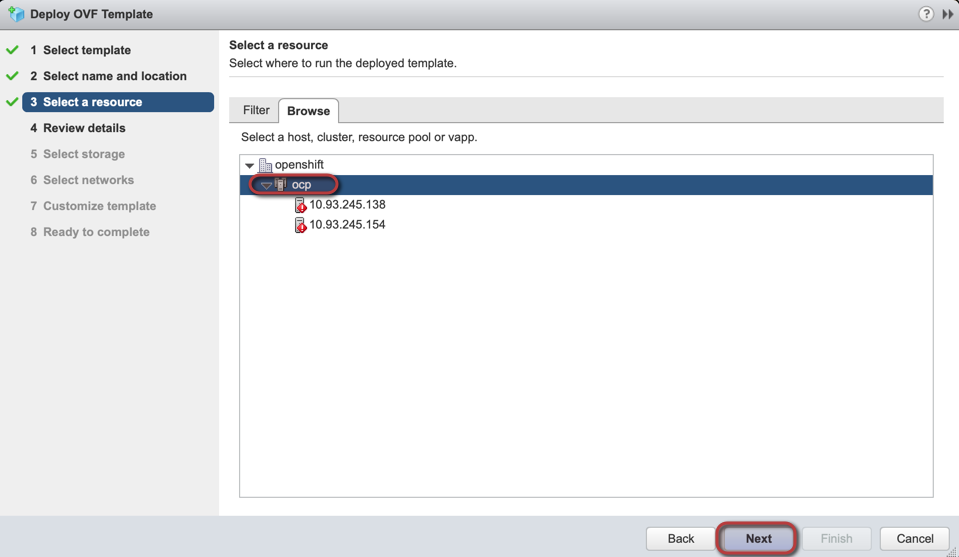 Deploy OVF Template
?
1 Select template
2 Select name and location
3 Select a resource
4 Review details
5 Select storage
6 Select networks
7 Customize template
8 Ready to complete
Select a resource
Select where to run the deployed template.
Filter
Browse
Select a host, cluster, resource pool or vapp.
openshift
ocp
10.93.245.138
10.93.245.154
Back
Next
Finish
Cancel